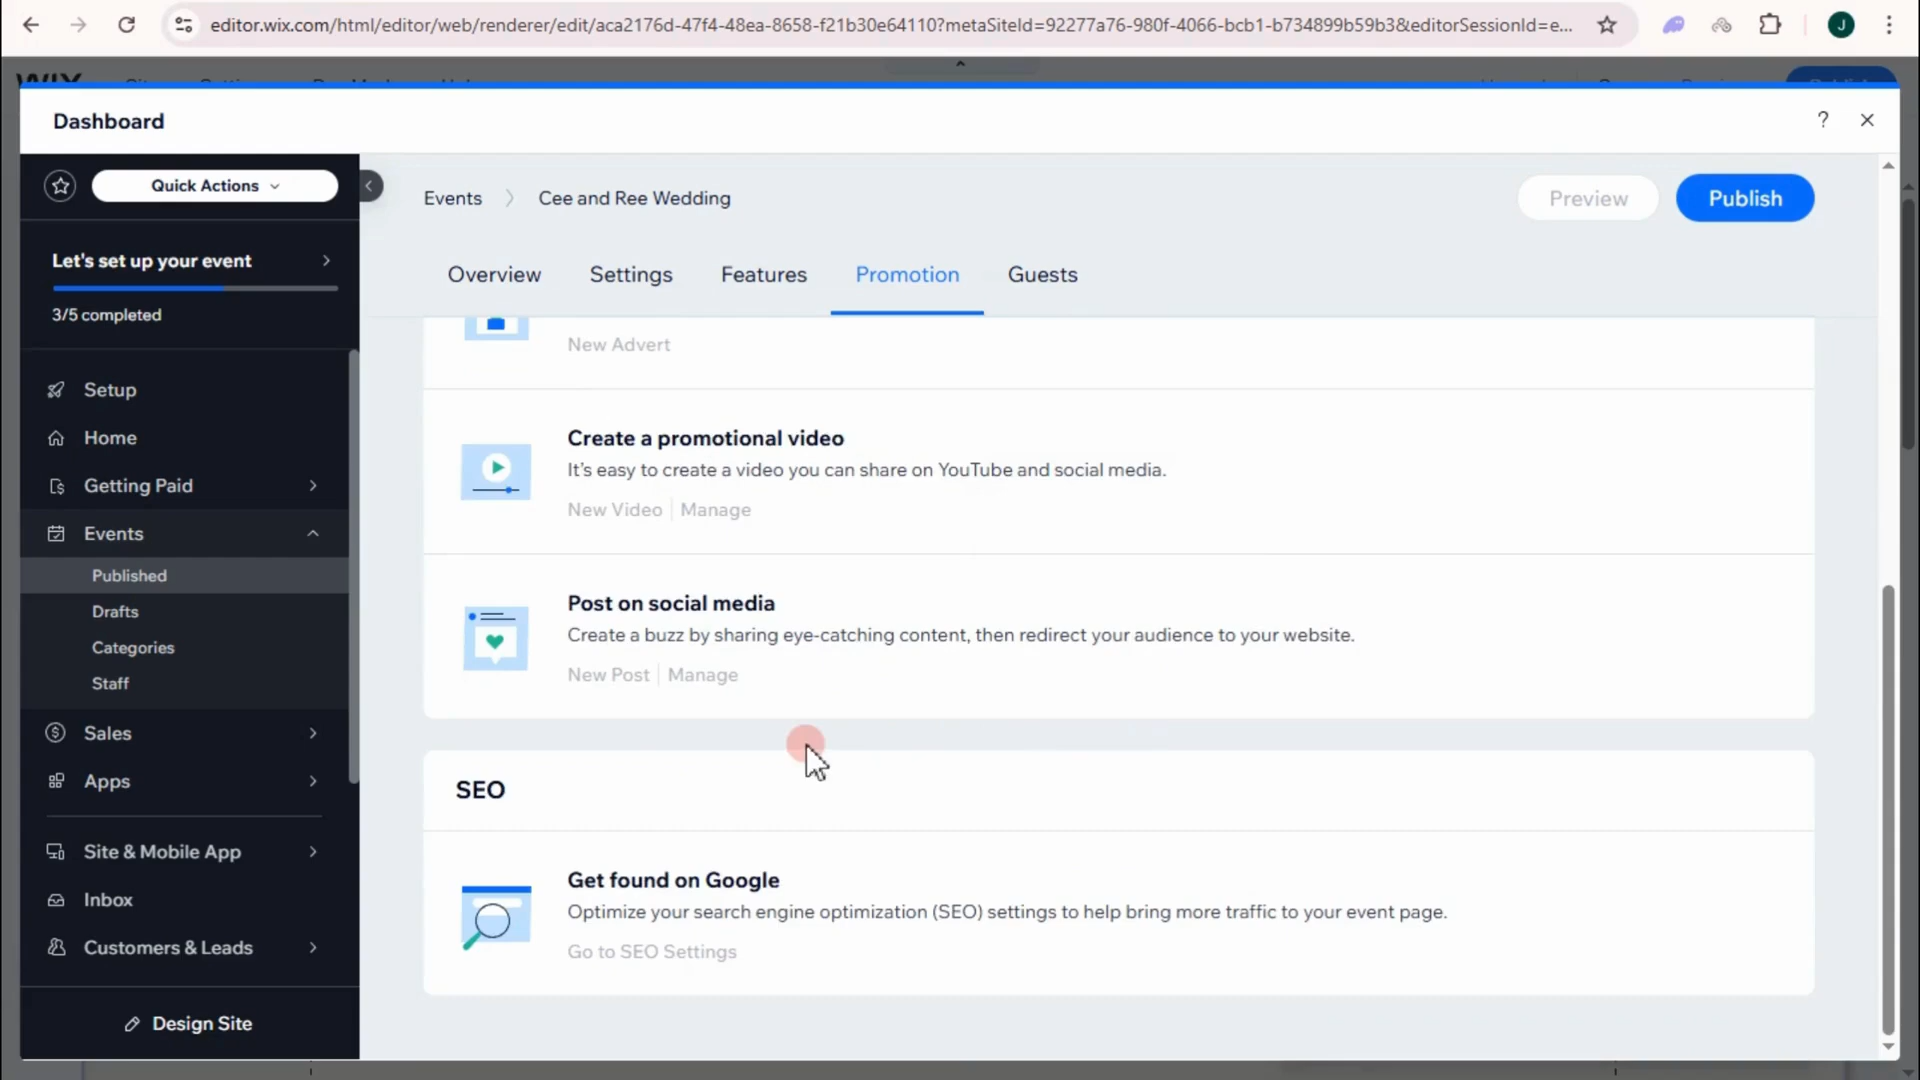 editor.wix.com/html/editor/web/renderer/edit/aca2176d-47f4-48ea-8658-f21b30e64110?metaSiteId=92277a76-980f-4066-bcb1-b734899b59b3&editorSessionId=e...
J
Dashboard
?
Quick Actions
Events
Cee and Ree Wedding
Preview
Publish
Let's set up your event
3/5 completed
Overview
Settings
Features
Promotion
Guests
Setup
Home
Getting Paid
Events
Published
Drafts
Categories
Staff
Sales
Apps
Site & Mobile App
Inbox
Customers & Leads
Design Site
New Advert
Create a promotional video
It's easy to create a video you can share on YouTube and social media.
New Video | Manage
Post on social media
Create a buzz by sharing eye-catching content, then redirect your audience to your website.
New Post | Manage
SEO
Get found on Google
Optimize your search engine optimization (SEO) settings to help bring more traffic to your event page.
Go to SEO Settings